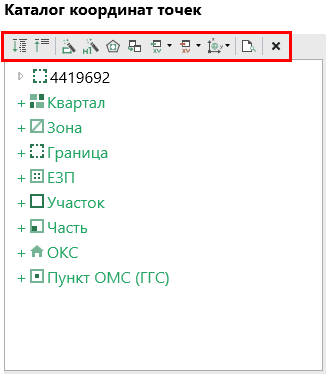 Каталог координат точек
4419692
+ Квартал
+ Зона
+ Граница
+ ЕЗП
+ Участок
+ Часть
+ ОКС
+ Пункт ОМС (ГГС)